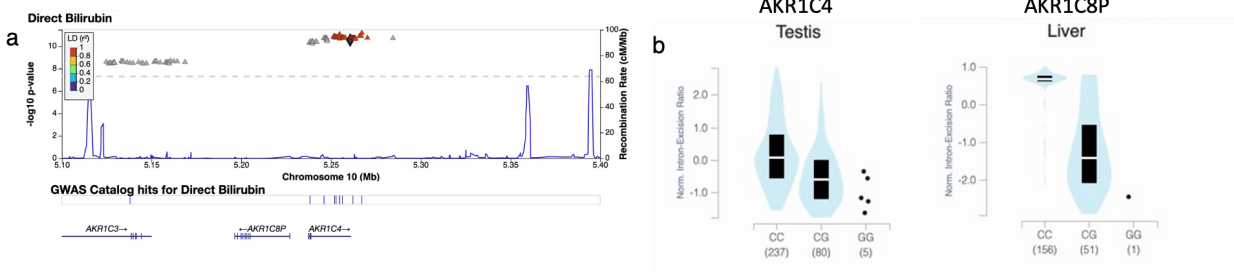 Direct Bilirubin
a
LD (r²)
1
0.8
0.6
0.4
0.2
0
10
8
6
4
2
0
-log10 p-value
100
80
60
40
20
0
Recombination Rate (cM/Mb)
5.10 5.15 5.20 5.25 5.30 5.35 5.40
Chromosome 10 (Mb)
GWAS Catalog hits for Direct Bilirubin
AKR1C3→ ←AKR1C8P AKR1C4→
b
AKR1C4
Testis
Norm. Intron-Excision Ratio
2.0
1.0
0.0
-1.0
CC CG GG
(237) (80) (5)
AKR1C8P
Liver
Norm. Intron-Excision Ratio
1.0
0.0
-1.0
-2.0
CC CG GG
(156) (51) (1)